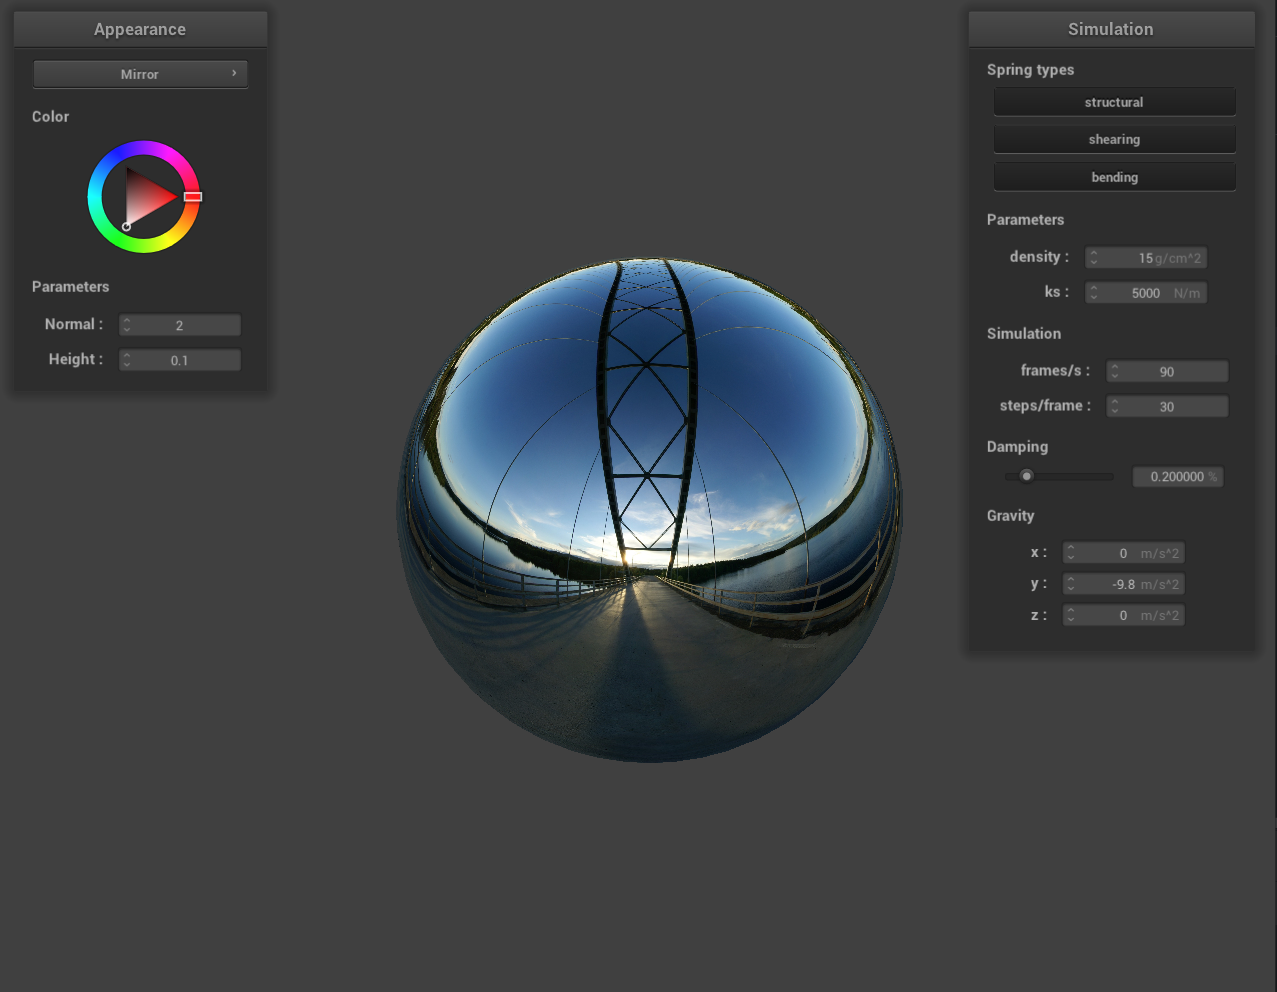 Appearance
Mirror
Color
Parameters
Normal : 2
Height : 0.1
Simulation
Spring types
structural
shearing
bending
Parameters
density : 15 g/cm^2
ks : 5000 N/m
Simulation
frames/s : 90
steps/frame : 30
Damping
0.200000 %
Gravity
x : 0 m/s^2
y : -9.8 m/s^2
z : 0 m/s^2